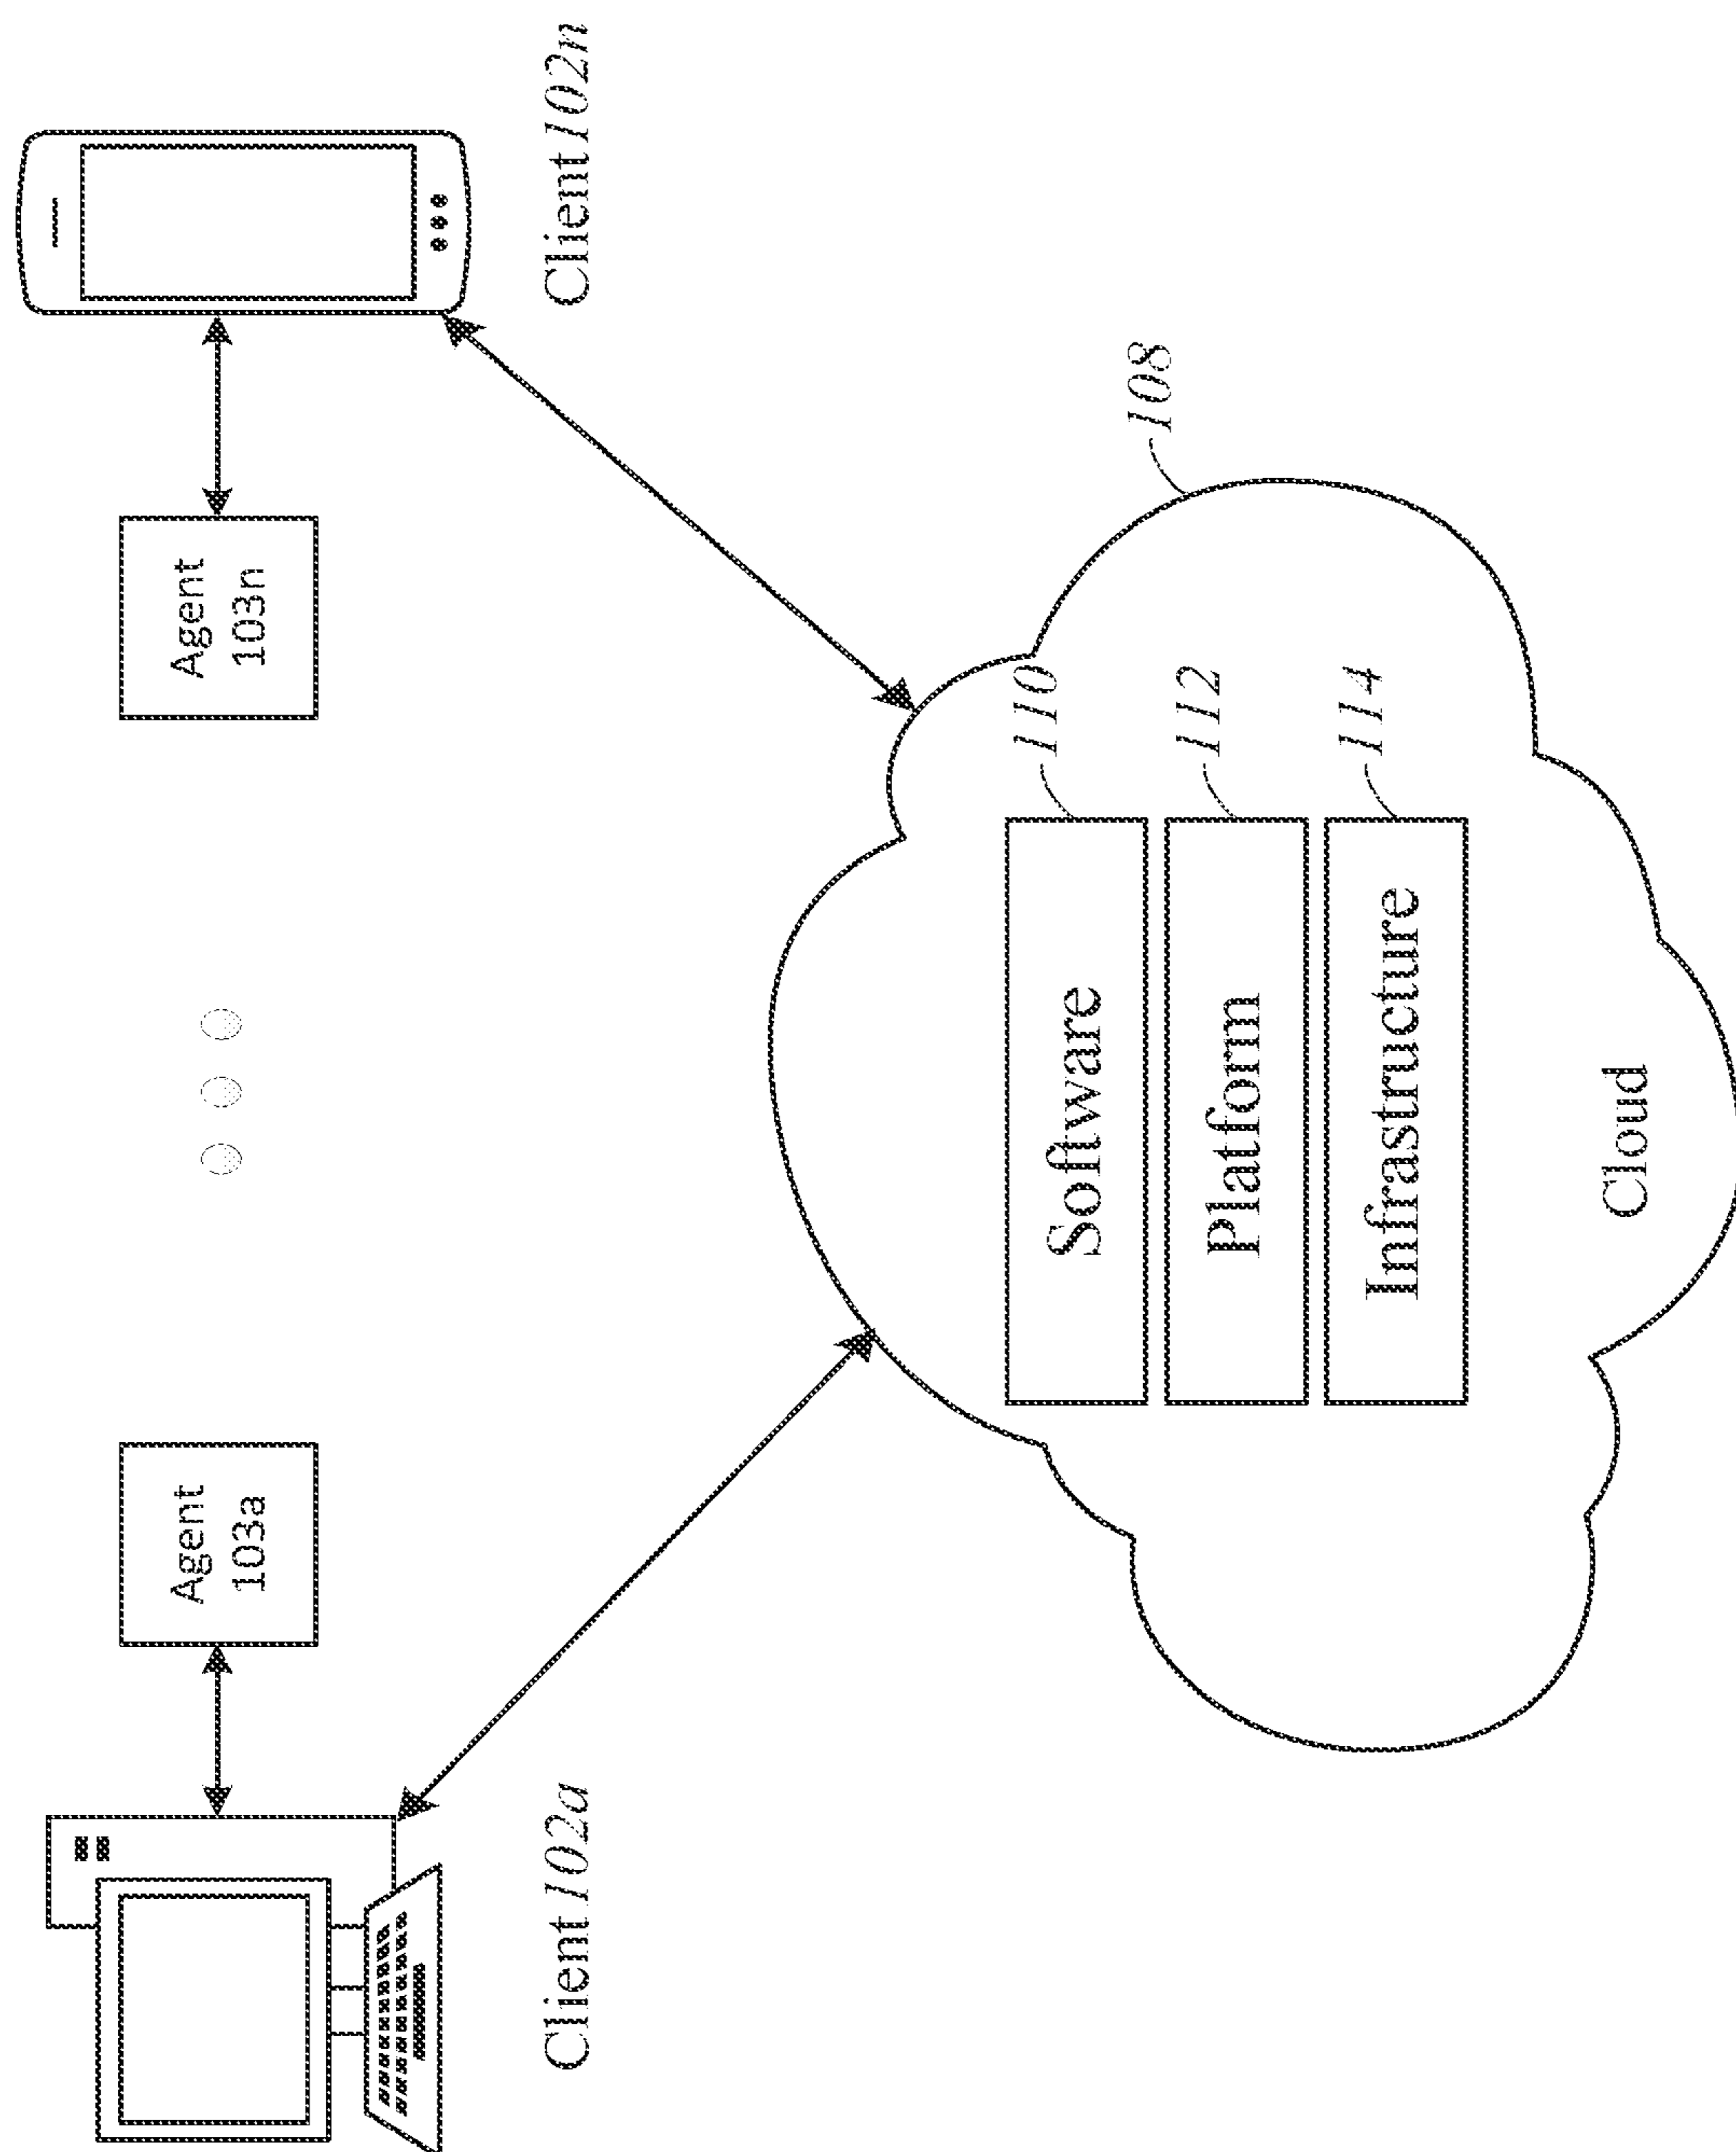 Agent
103a
Agent
103n
Client 102a
Client 102n
108
Software
110
Platform
112
Infrastructure
114
Cloud